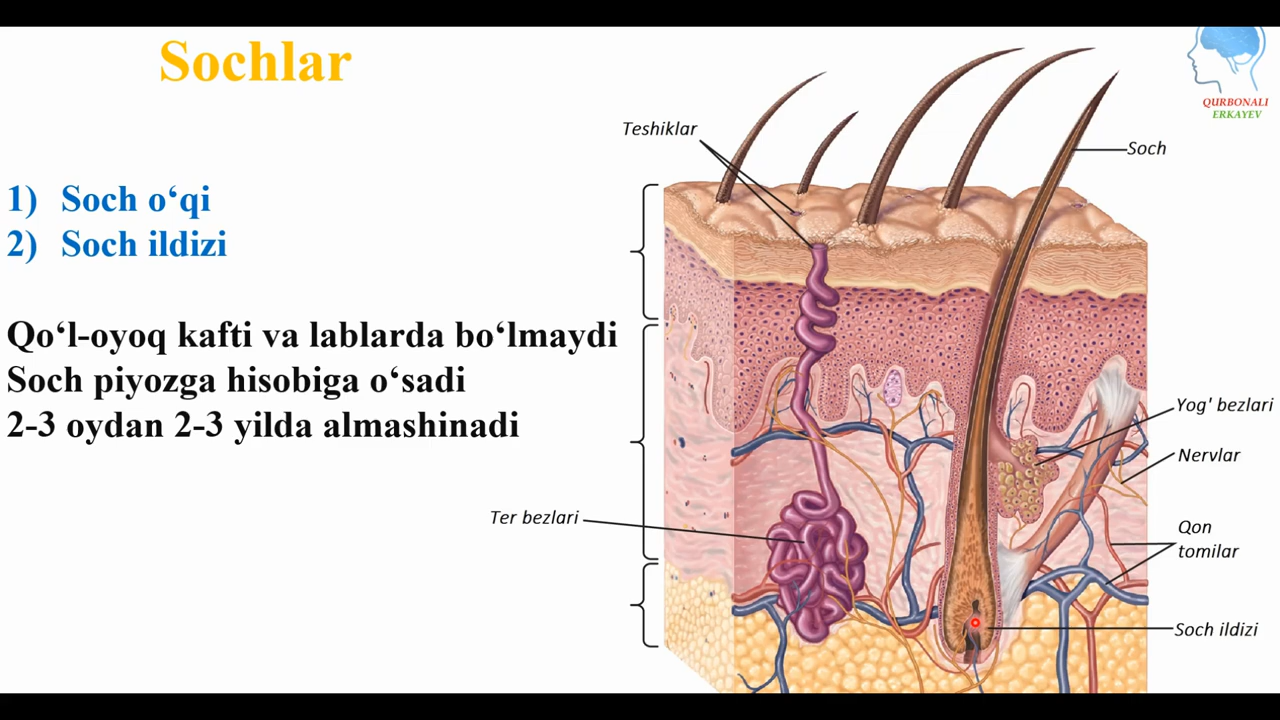 Sochlar
QURBONALI
ERKAYEV
1) Soch o‘qi
2) Soch ildizi
Qo‘l-oyoq kafti va lablarda bo‘lmaydi
Soch piyozga hisobiga o‘sadi
2-3 oydan 2-3 yilda almashinadi
Teshiklar
Soch
Yog' bezlari
Nervlar
Ter bezlari
Qon
tomilar
Soch ildizi